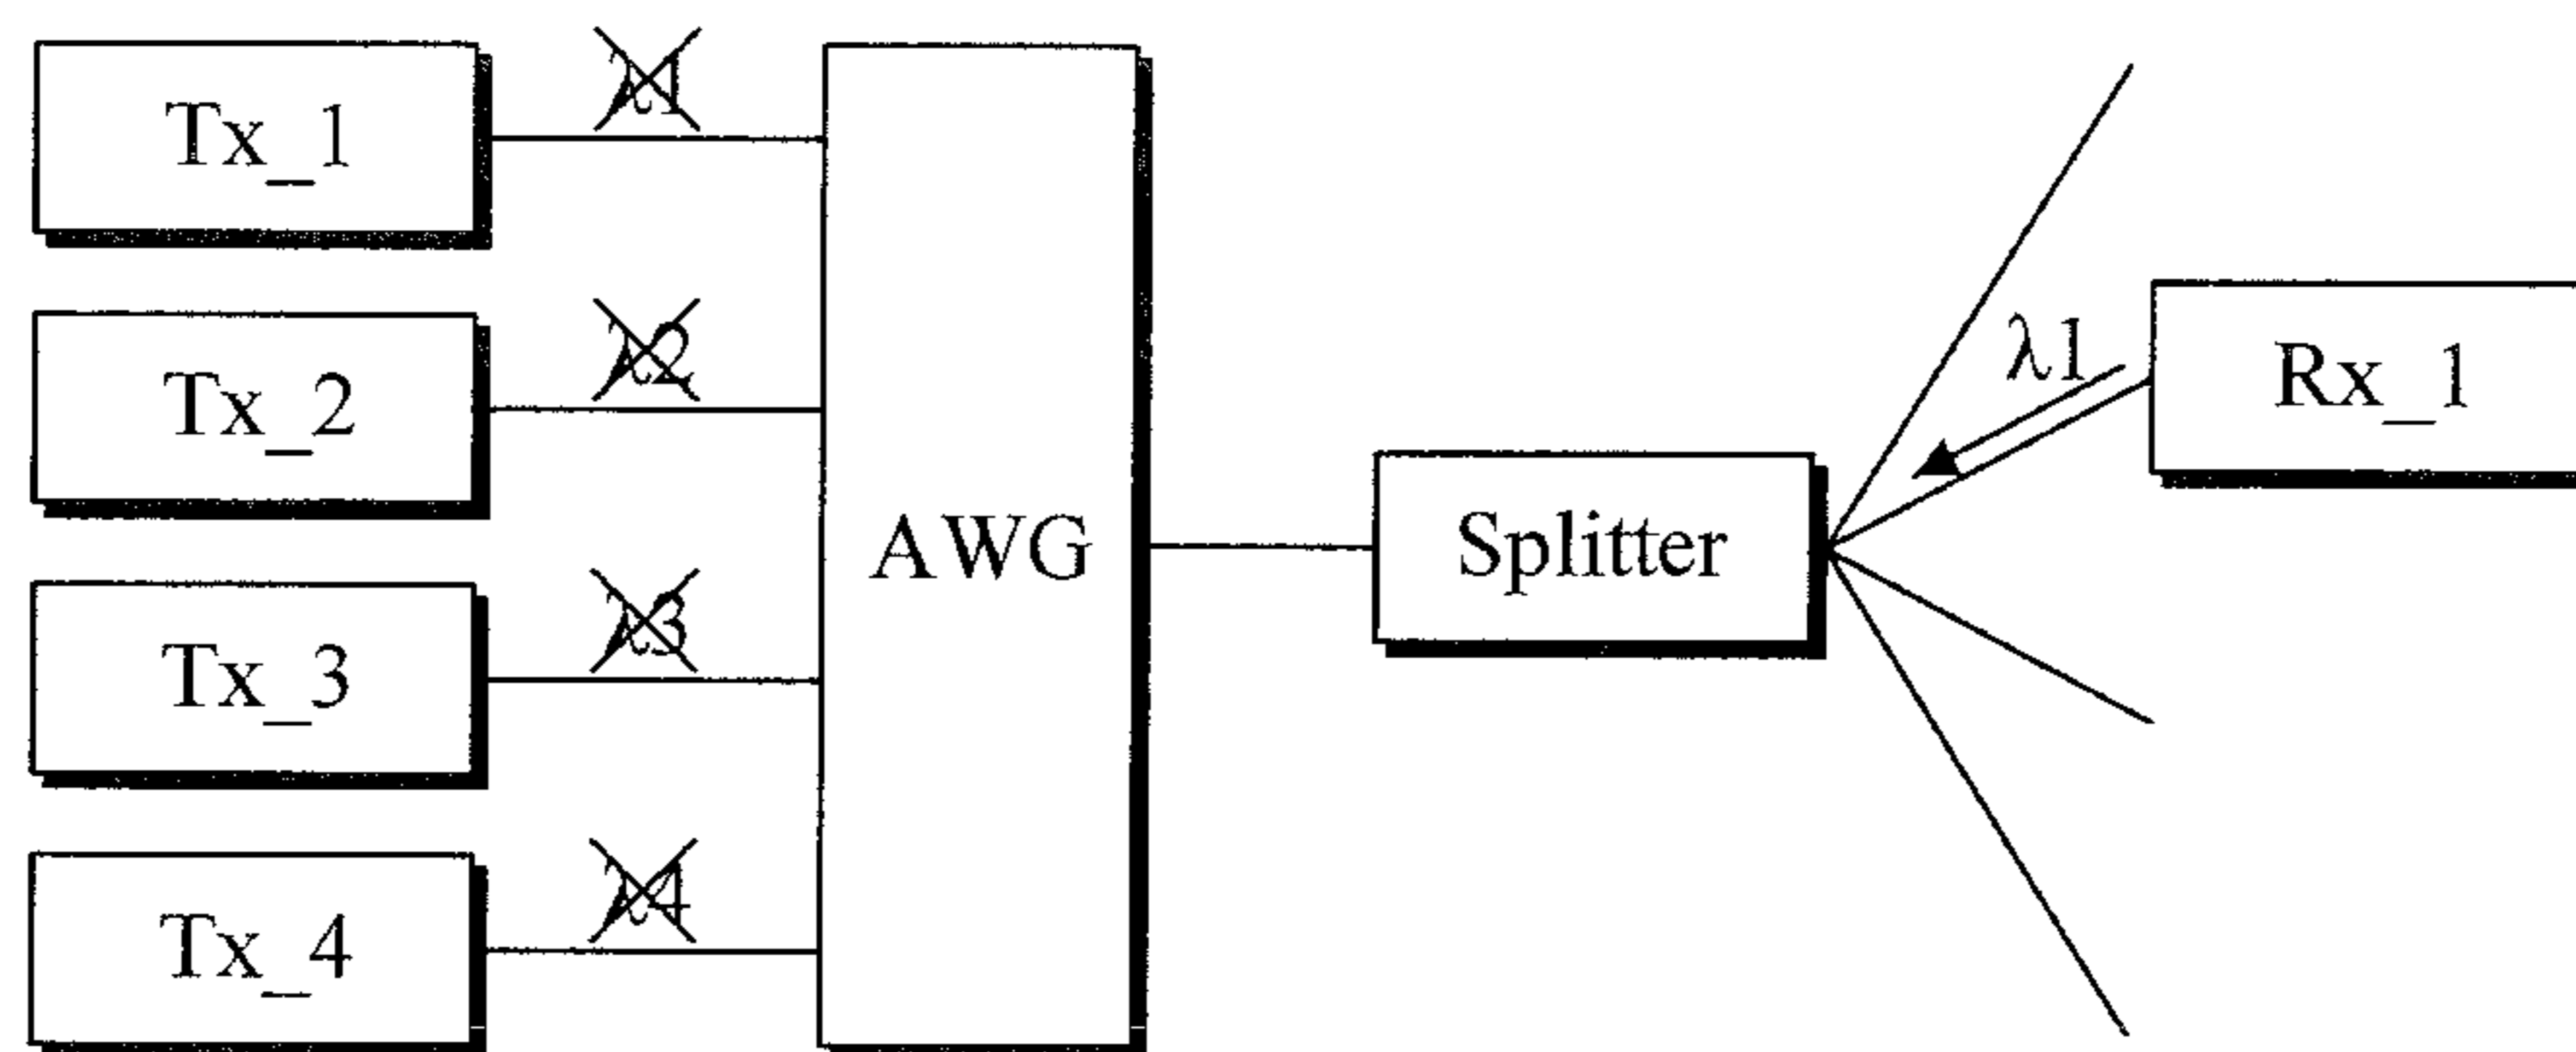 Tx_1
λ1
Tx_2
λ2
Tx_3
λ3
Tx_4
λ4
AWG
Splitter
λ1
Rx_1